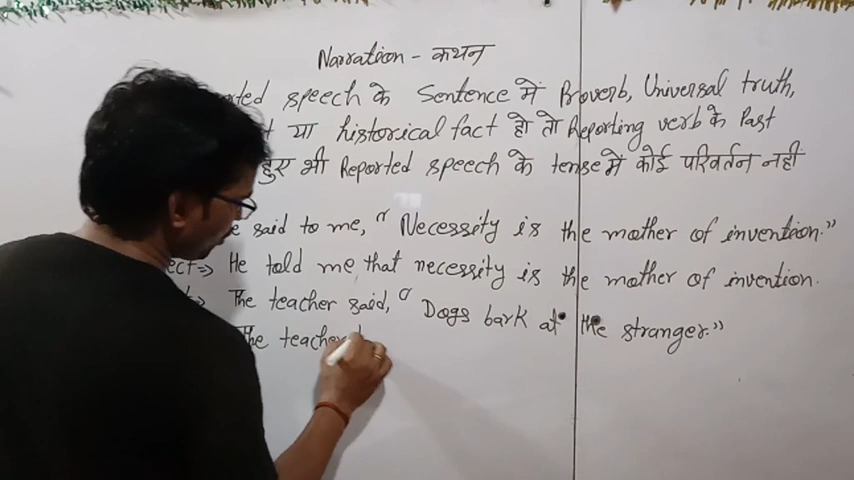 Narration - कथन
speech के Sentence में Proverb, Universal truth,
या historical fact हो तो Reporting verb के Past
हुए भी Reported speech के tense में कोई परिवर्तन नहीं
said to me, "Necessity is the mother of invention."
He told me that necessity is the mother of invention.
The teacher said, "Dogs bark at the stranger."
The teacher